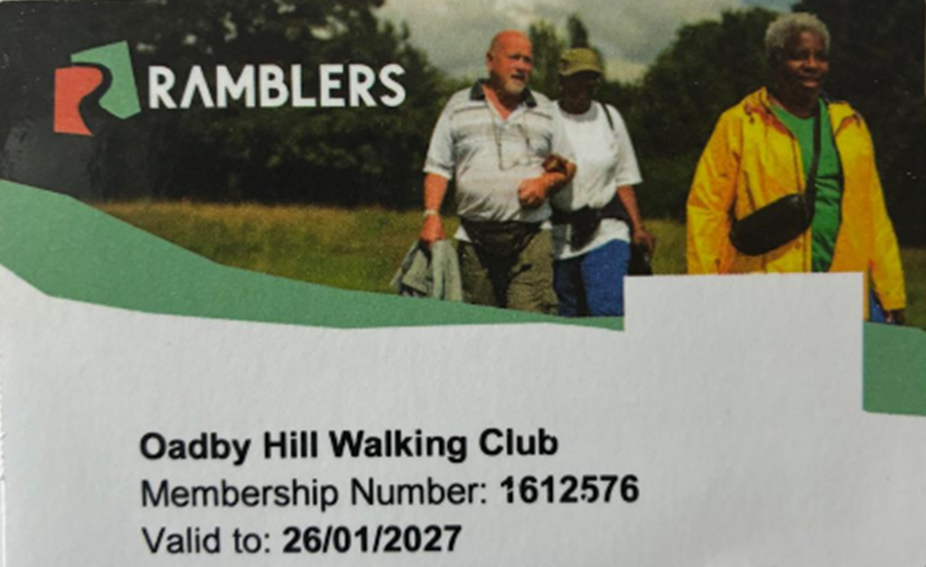 RAMBLERS
Oadby Hill Walking Club
Membership Number: 1612576
Valid to: 26/01/2027